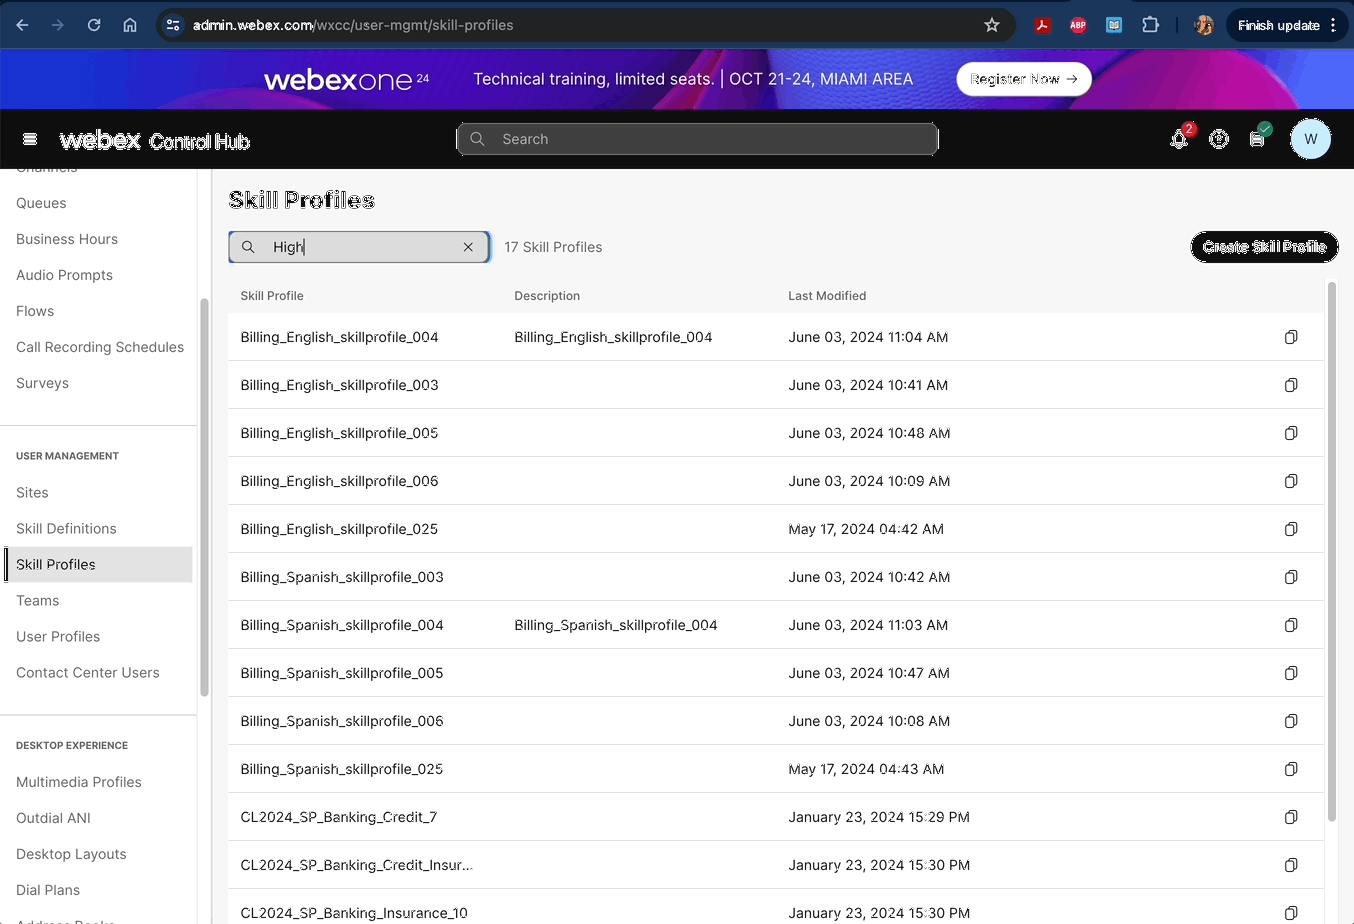 admin.webex.com/wxcc/user-mgmt/skill-profiles
ABP
Finish update
webexone 24
Technical training, limited seats. | OCT 21-24, MIAMI AREA
Register Now →
webex Control Hub
Search
2
W
Channels
Queues
Business Hours
Audio Prompts
Flows
Call Recording Schedules
Surveys
USER MANAGEMENT
Sites
Skill Definitions
Skill Profiles
Teams
User Profiles
Contact Center Users
DESKTOP EXPERIENCE
Multimedia Profiles
Outdial ANI
Desktop Layouts
Dial Plans
Address Books
Skill Profiles
High
17 Skill Profiles
Create Skill Profile
Skill Profile Description Last Modified
Billing_English_skillprofile_004 Billing_English_skillprofile_004 June 03, 2024 11:04 AM
Billing_English_skillprofile_003 June 03, 2024 10:41 AM
Billing_English_skillprofile_005 June 03, 2024 10:48 AM
Billing_English_skillprofile_006 June 03, 2024 10:09 AM
Billing_English_skillprofile_025 May 17, 2024 04:42 AM
Billing_Spanish_skillprofile_003 June 03, 2024 10:42 AM
Billing_Spanish_skillprofile_004 Billing_Spanish_skillprofile_004 June 03, 2024 11:03 AM
Billing_Spanish_skillprofile_005 June 03, 2024 10:47 AM
Billing_Spanish_skillprofile_006 June 03, 2024 10:08 AM
Billing_Spanish_skillprofile_025 May 17, 2024 04:43 AM
CL2024_SP_Banking_Credit_7 January 23, 2024 15:29 PM
CL2024_SP_Banking_Credit_Insur... January 23, 2024 15:30 PM
CL2024_SP_Banking_Insurance_10 January 23, 2024 15:30 PM